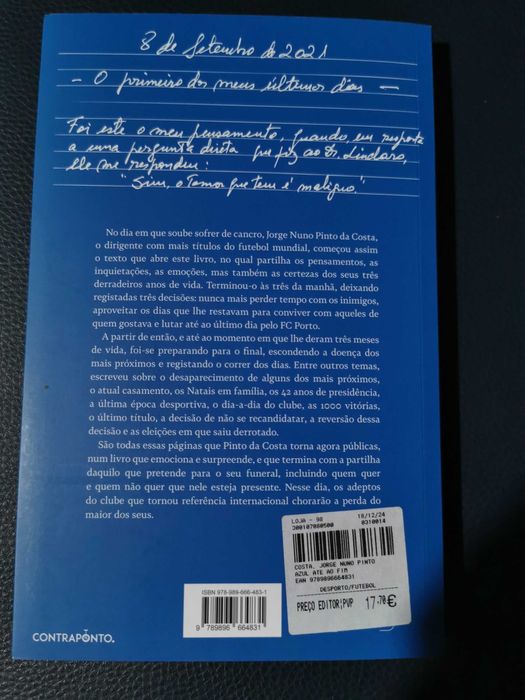 8 de Setembro de 2021
- O primeiro dos meus últimos dias -
Foi este o meu pensamento, quando, em resposta
a uma pergunta direta que fiz ao Dr. Lindoro,
ele me respondeu:
"Sim, o Tumor que tem é maligno."
No dia em que soube sofrer de cancro, Jorge Nuno Pinto da Costa,
o dirigente com mais títulos do futebol mundial, começou assim
o texto que abre este livro, no qual partilha os pensamentos, as
inquietações, as emoções, mas também as certezas dos seus três
derradeiros anos de vida. Terminou-o às três da manhã, deixando
registadas três decisões: nunca mais perder tempo com os inimigos,
aproveitar os dias que lhe restavam para conviver com aqueles de
quem gostava e lutar até ao último dia pelo FC Porto.
A partir de então, e até ao momento em que lhe deram três meses
de vida, foi-se preparando para o final, escondendo a doença dos
mais próximos e registando o correr dos dias. Entre outros temas,
escreveu sobre o desaparecimento de alguns dos mais próximos,
o atual casamento, os Natais em família, os 42 anos de presidência,
a última época desportiva, o dia-a-dia do clube, as 1000 vitórias,
o último título, a decisão de não se recandidatar, a reversão dessa
decisão e as eleições em que saiu derrotado.
São todas essas páginas que Pinto da Costa torna agora públicas,
num livro que emociona e surpreende, e que termina com a partilha
daquilo que pretende para o seu funeral, incluindo quem quer
e quem não quer que nele esteja presente. Nesse dia, os adeptos
do clube que tornou referência internacional chorarão a perda do
maior dos seus.
LOJA - 98 18/12/24
300107080500 0310014
COSTA, JORGE NUNO PINTO
AZUL ATE AO FIM
EAN 9789896664831
DESPORTO/FUTEBOL
PREÇO EDITOR;PVP 17.70€
ISBN 978-989-666-483-1
9 789896 664831
CONTRAPONTO.